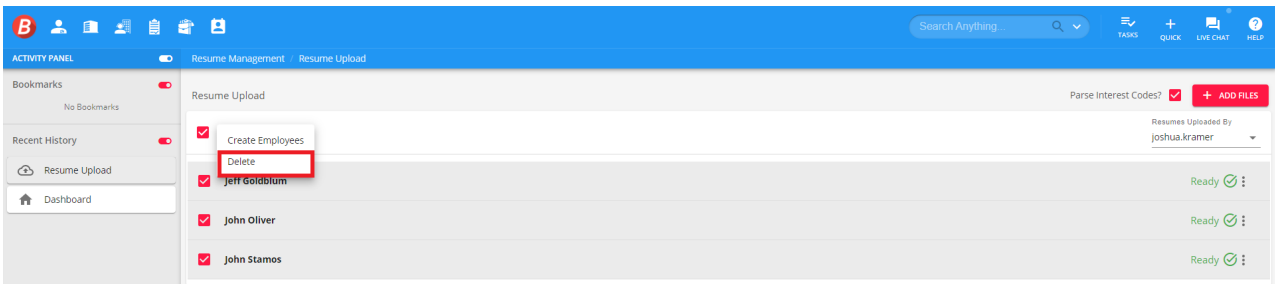 B
Search Anything...
TASKS
QUICK
LIVE CHAT
HELP
ACTIVITY PANEL
Resume Management / Resume Upload
Bookmarks
No Bookmarks
Recent History
Resume Upload
Dashboard
Resume Upload
Parse Interest Codes?
+ ADD FILES
Resumes Uploaded By
joshua.kramer
Create Employees
Delete
Jeff Goldblum
Ready
John Oliver
Ready
John Stamos
Ready